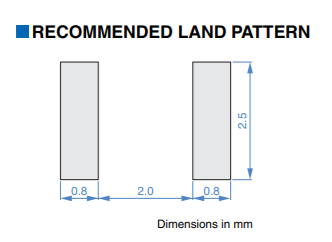 RECOMMENDED LAND PATTERN
2.5
0.8
2.0
0.8
Dimensions in mm